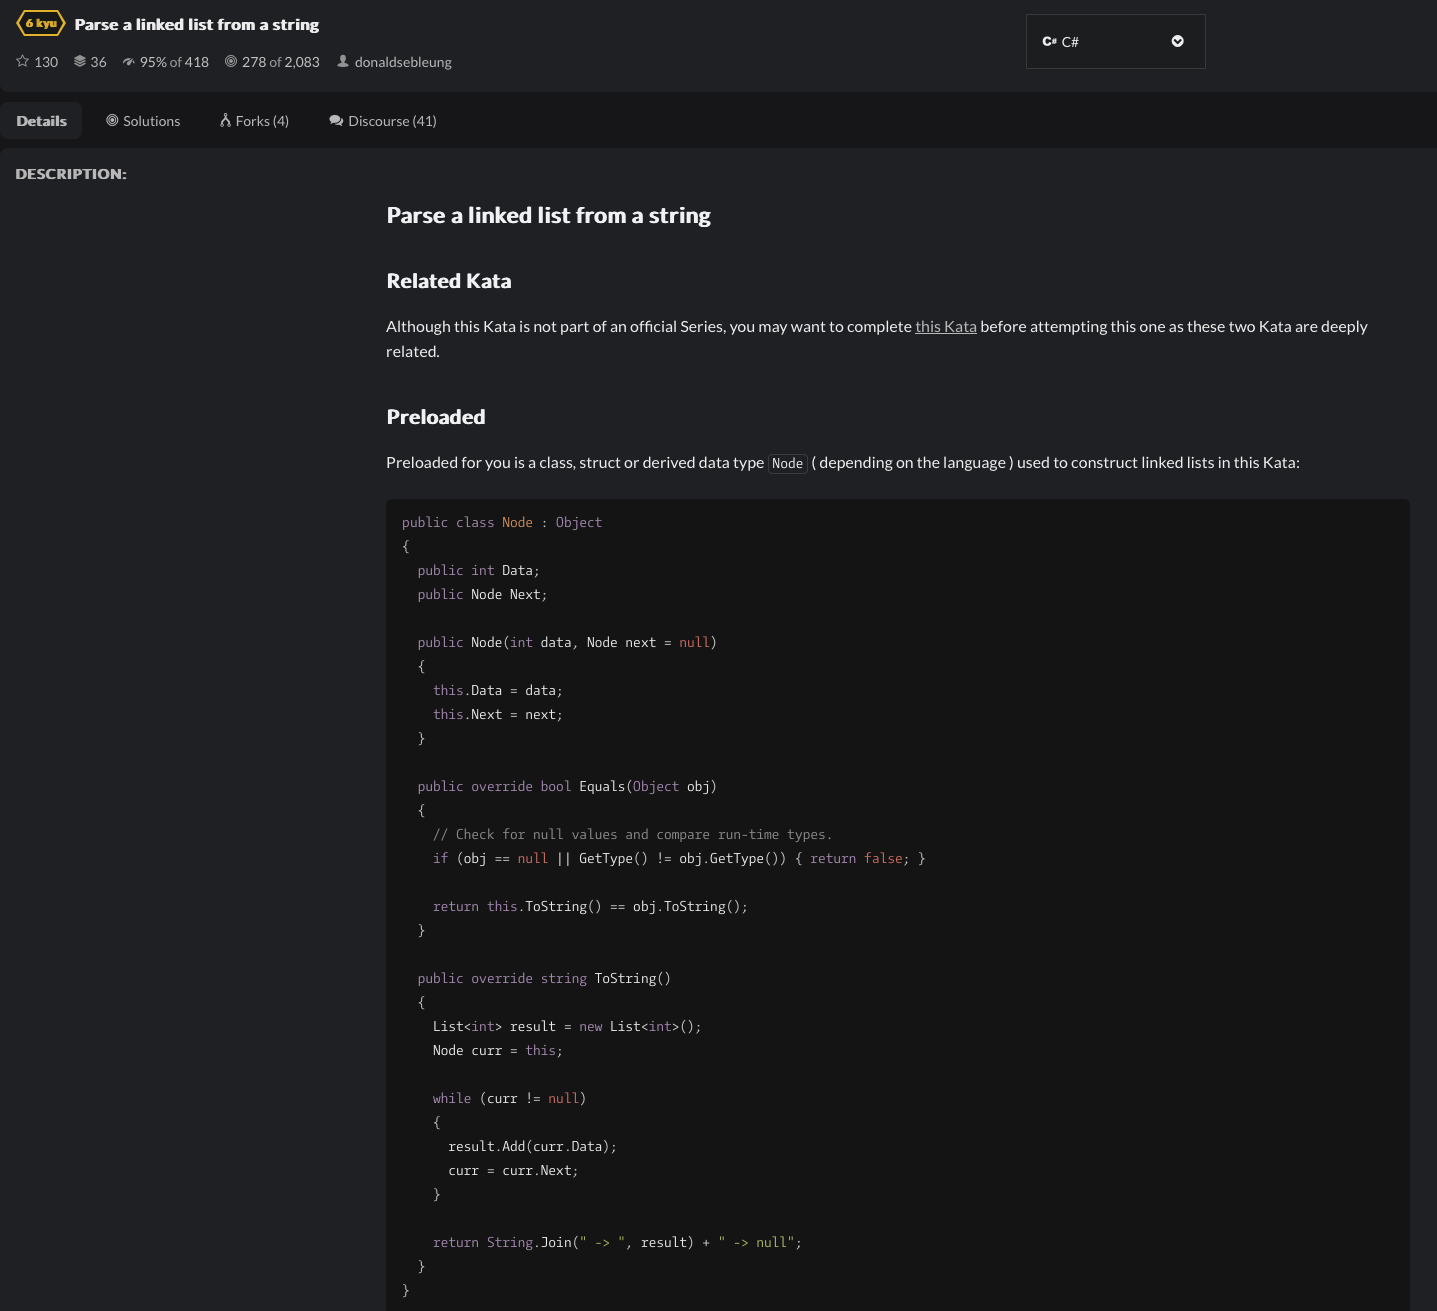 6 kyu Parse a linked list from a string
130 36 95% of 418 278 of 2,083 donaldsebleung
C# C#
Details Solutions Forks (4) Discourse (41)
DESCRIPTION:
Parse a linked list from a string
Related Kata
Although this Kata is not part of an official Series, you may want to complete this Kata before attempting this one as these two Kata are deeply
related.
Preloaded
Preloaded for you is a class, struct or derived data type Node ( depending on the language ) used to construct linked lists in this Kata:
public class Node : Object
{
  public int Data;
  public Node Next;

  public Node(int data, Node next = null)
  {
    this.Data = data;
    this.Next = next;
  }

  public override bool Equals(Object obj)
  {
    // Check for null values and compare run-time types.
    if (obj == null || GetType() != obj.GetType()) { return false; }

    return this.ToString() == obj.ToString();
  }

  public override string ToString()
  {
    List<int> result = new List<int>();
    Node curr = this;

    while (curr != null)
    {
      result.Add(curr.Data);
      curr = curr.Next;
    }

    return String.Join(" -> ", result) + " -> null";
  }
}